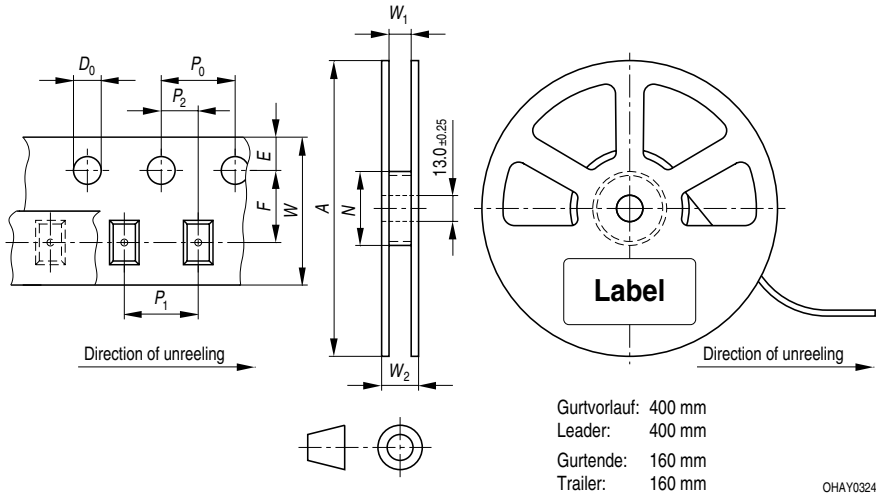 W₁
D₀
P₀
P₂
E
F
W
P₁
Direction of unreeling
A
N
13.0 ±0.25
W₂
Label
Direction of unreeling
Gurtvorlauf: 400 mm
Leader: 400 mm
Gurtende: 160 mm
Trailer: 160 mm
OHAY0324